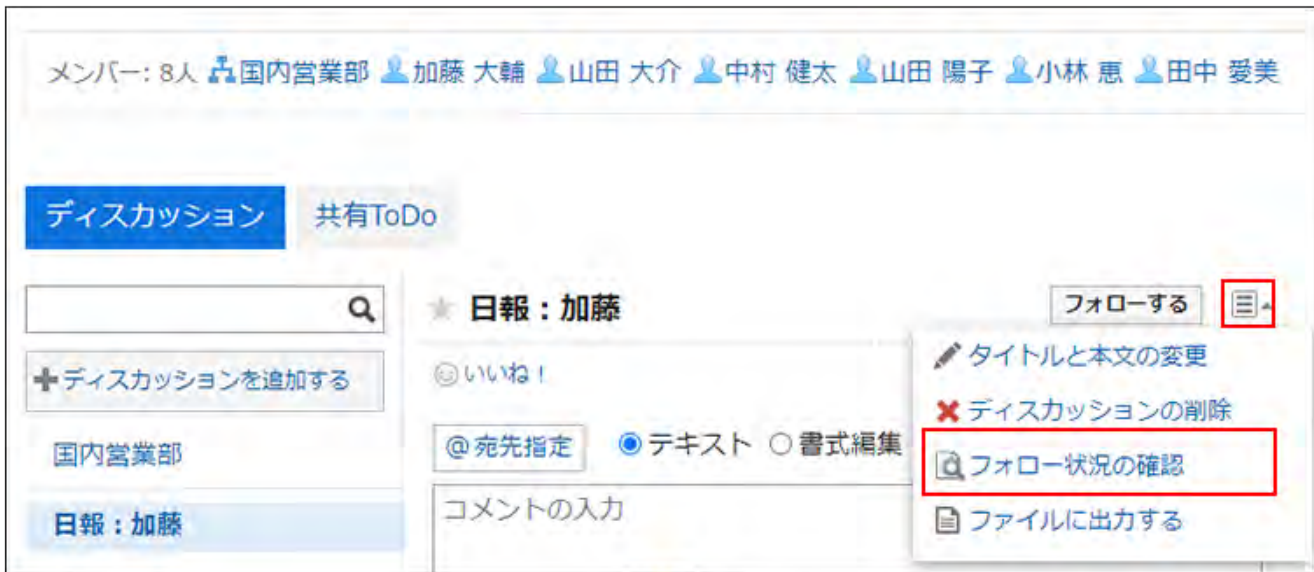 メンバー: 8人 国内営業部 加藤 大輔 山田 大介 中村 健太 山田 陽子 小林 恵 田中 愛美
ディスカッション 共有ToDo
日報：加藤 フォローする
タイトルと本文の変更
ディスカッションを追加する いいね！
ディスカッションの削除
@宛先指定 テキスト 書式編集
国内営業部
フォロー状況の確認
コメントの入力
日報：加藤
ファイルに出力する